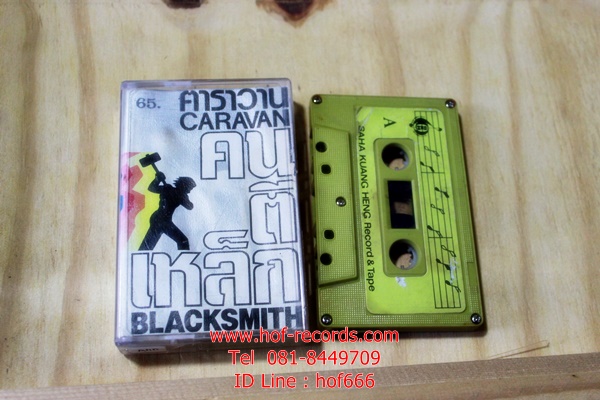 65.
คาราวาน
CARAVAN
คน
ตี
เหล็ก
BLACKSMITH
A
SAHA KUANG HENG Record & Tape
www.hof-records.com
Tel 081-8449709
ID Line : hof666